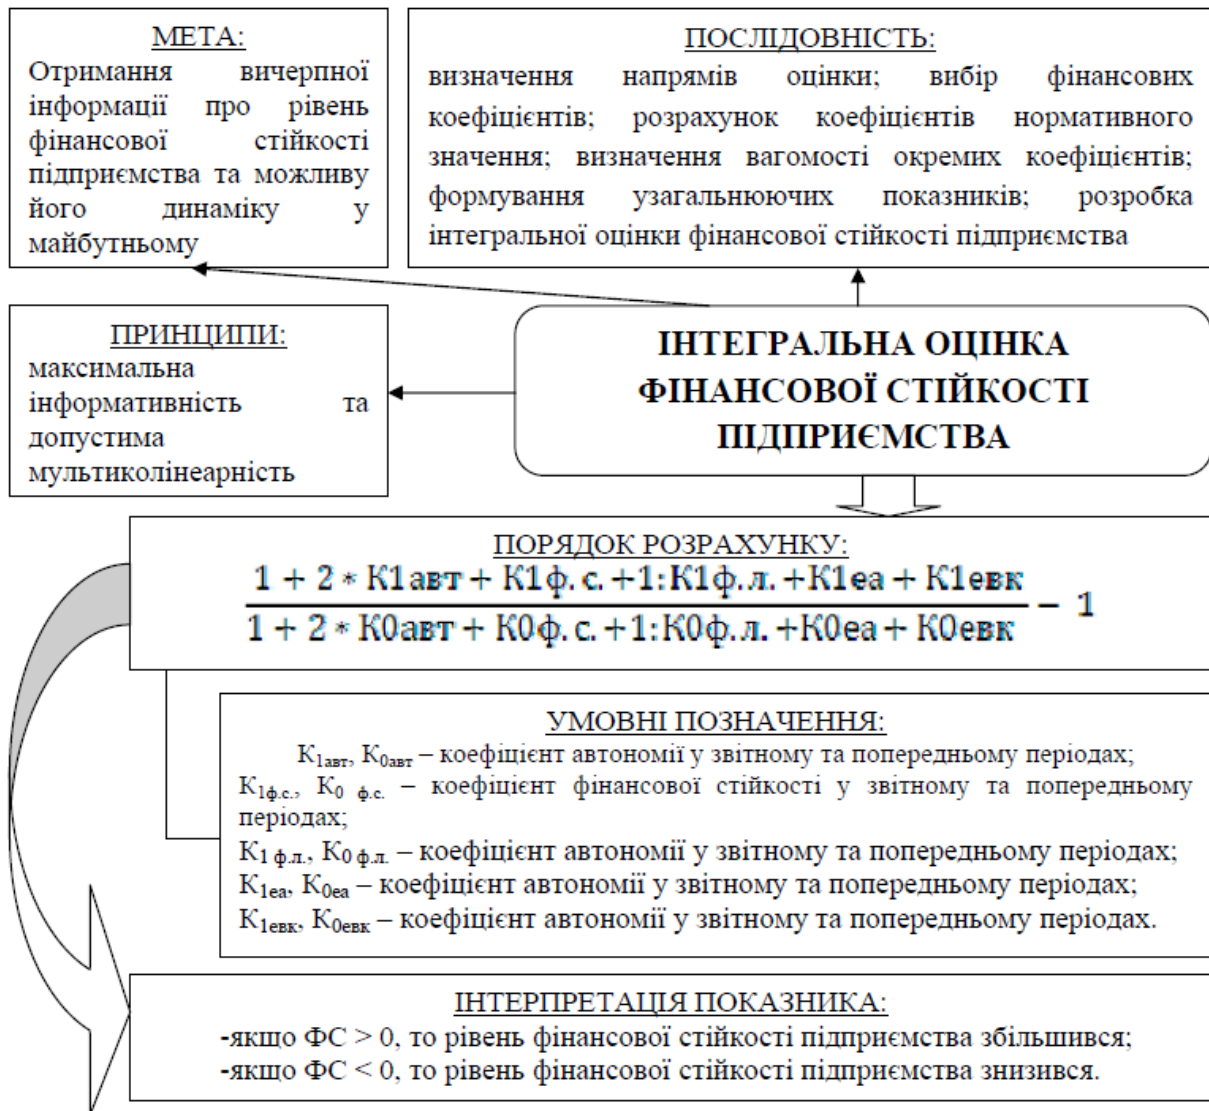 МЕТА:
Отримання вичерпної
інформації про рівень
фінансової стійкості
підприємства та можливу
його динаміку у
майбутньому
ПОСЛІДОВНІСТЬ:
визначення напрямів оцінки; вибір фінансових
коефіцієнтів; розрахунок коефіцієнтів нормативного
значення; визначення вагомості окремих коефіцієнтів;
формування узагальнюючих показників; розробка
інтегральної оцінки фінансової стійкості підприємства
ПРИНЦИПИ:
максимальна
інформативність та
допустима
мультиколінеарність
ІНТЕГРАЛЬНА ОЦІНКА
ФІНАНСОВОЇ СТІЙКОСТІ
ПІДПРИЄМСТВА
ПОРЯДОК РОЗРАХУНКУ:
1 + 2 * К1авт + К1ф. с. +1:К1ф. л. +К1еа + К1евк
1 + 2 * К0авт + К0ф. с. +1:К0ф. л. +К0еа + К0евк
− 1
УМОВНІ ПОЗНАЧЕННЯ:
К1авт, К0авт – коефіцієнт автономії у звітному та попередньому періодах;
К1ф.с., К0 ф.с. – коефіцієнт фінансової стійкості у звітному та попередньому
періодах;
К1 ф.л., К0 ф.л. – коефіцієнт автономії у звітному та попередньому періодах;
К1еа, К0еа – коефіцієнт автономії у звітному та попередньому періодах;
К1евк, К0евк – коефіцієнт автономії у звітному та попередньому періодах.
ІНТЕРПРЕТАЦІЯ ПОКАЗНИКА:
-якщо ФС > 0, то рівень фінансової стійкості підприємства збільшився;
-якщо ФС < 0, то рівень фінансової стійкості підприємства знизився.